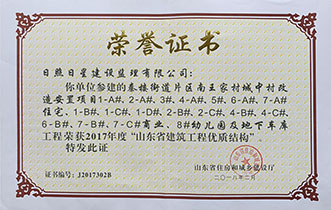 荣誉证书
日照日星建设监理有限公司：
你单位参建的秦楼街道片区南王家村城中村改
造安置项目1-A#、2-A#、3#、4-A#、5#、6-A#、7-A#
住宅、1-B#、1-C#、1-D#、2-B#、2-C#、4-B#、4-C#
6-B#、7-B#、7-C#商业、8#幼儿园及地下车库
工程荣获2017年度“山东省建筑工程优质结构”
特发此证
证书编号：J2017302B
山东省住房和城乡建设厅
二〇一八年二月